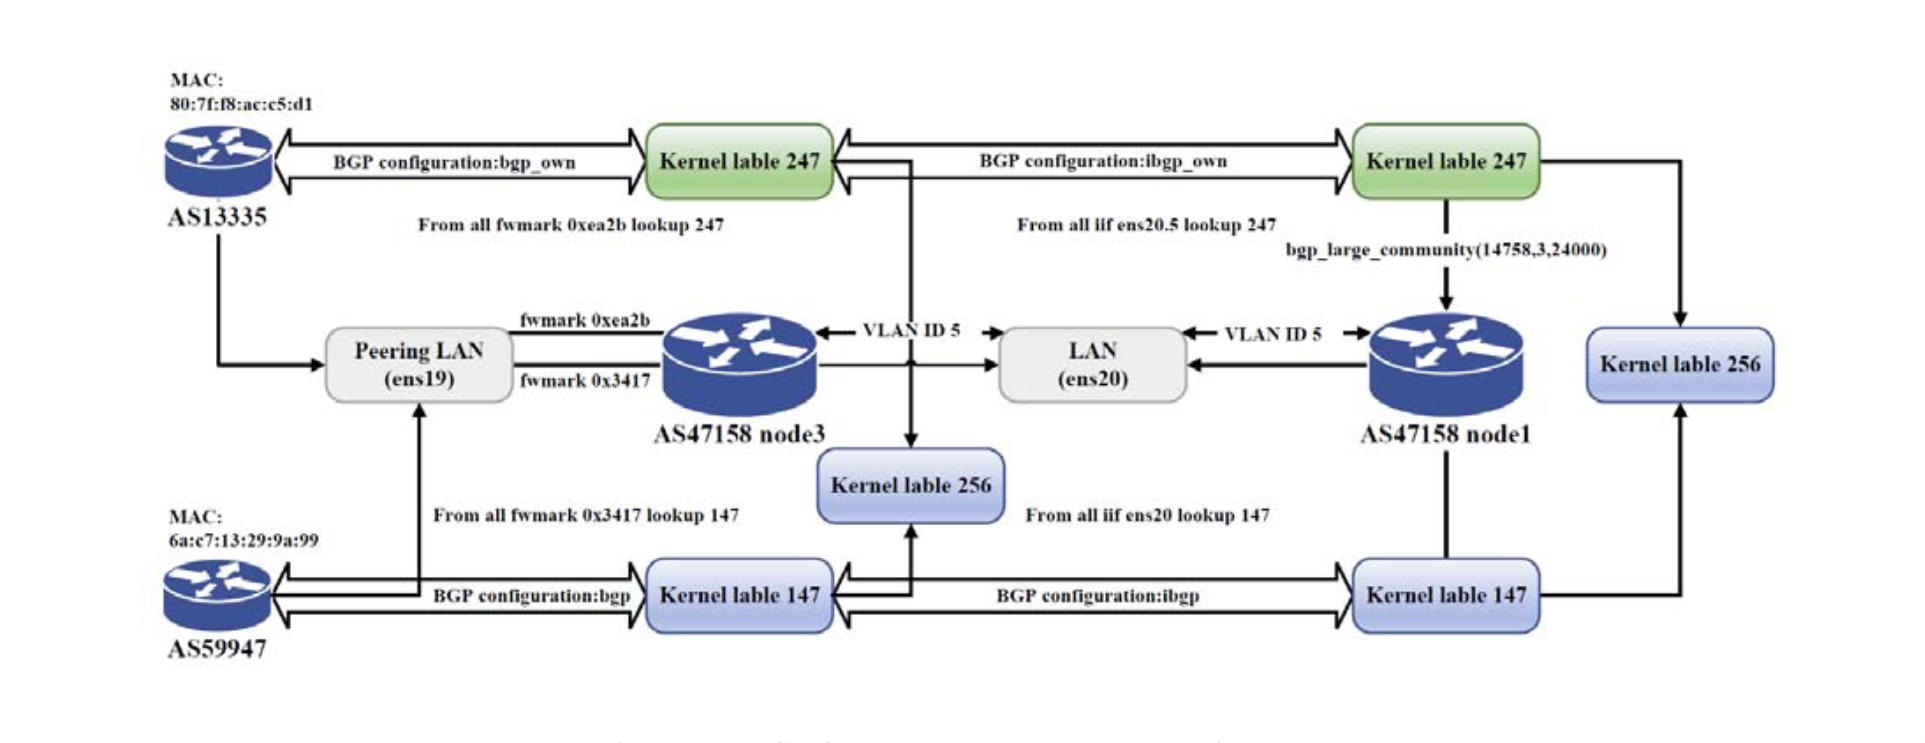 MAC:
80:7f:f8:ac:c5:d1
AS13335
BGP configuration:bgp_own
Kernel lable 247
BGP configuration:ibgp_own
Kernel lable 247
From all fwmark 0xea2b lookup 247
From all iif ens20.5 lookup 247
bgp_large_community(14758,3,24000)
Peering LAN
(ens19)
fwmark 0xea2b
fwmark 0x3417
AS47158 node3
VLAN ID 5
LAN
(ens20)
VLAN ID 5
AS47158 node1
Kernel lable 256
Kernel lable 256
From all fwmark 0x3417 lookup 147
From all iif ens20 lookup 147
MAC:
6a:c7:13:29:9a:99
AS59947
BGP configuration:bgp
Kernel lable 147
BGP configuration:ibgp
Kernel lable 147